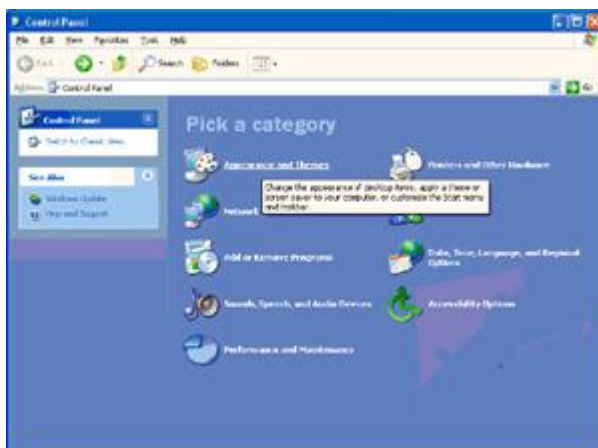 Control Panel
File Edit View Favorites Tools Help
Back Search Folders
Address Control Panel Go
Control Panel
Switch to Classic View
See Also
Windows Update
Help and Support
Pick a category
Appearance and Themes
Printers and Other Hardware
Change the appearance of desktop items, apply a theme or
screen saver to your computer, or customize the Start menu
and taskbar.
Network
Add or Remove Programs
Date, Time, Language, and Regional
Options
Sounds, Speech, and Audio Devices
Accessibility Options
Performance and Maintenance